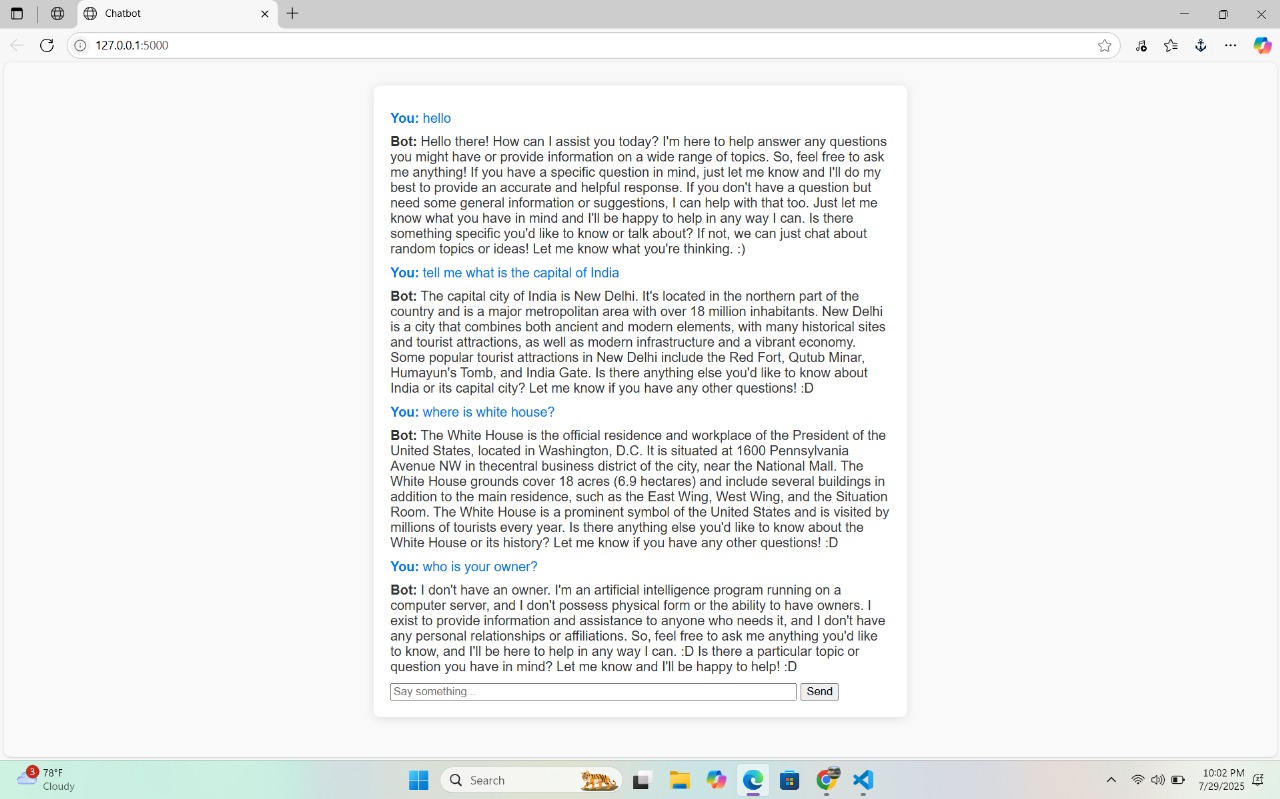 Chatbot
127.0.0.1:5000
You: hello
Bot: Hello there! How can I assist you today? I'm here to help answer any questions
you might have or provide information on a wide range of topics. So, feel free to ask
me anything! If you have a specific question in mind, just let me know and I'll do my
best to provide an accurate and helpful response. If you don't have a question but
need some general information or suggestions, I can help with that too. Just let me
know what you have in mind and I'll be happy to help in any way I can. Is there
something specific you'd like to know or talk about? If not, we can just chat about
random topics or ideas! Let me know what you're thinking. :)
You: tell me what is the capital of India
Bot: The capital city of India is New Delhi. It's located in the northern part of the
country and is a major metropolitan area with over 18 million inhabitants. New Delhi
is a city that combines both ancient and modern elements, with many historical sites
and tourist attractions, as well as modern infrastructure and a vibrant economy.
Some popular tourist attractions in New Delhi include the Red Fort, Qutub Minar,
Humayun's Tomb, and India Gate. Is there anything else you'd like to know about
India or its capital city? Let me know if you have any other questions! :D
You: where is white house?
Bot: The White House is the official residence and workplace of the President of the
United States, located in Washington, D.C. It is situated at 1600 Pennsylvania
Avenue NW in thecentral business district of the city, near the National Mall. The
White House grounds cover 18 acres (6.9 hectares) and include several buildings in
addition to the main residence, such as the East Wing, West Wing, and the Situation
Room. The White House is a prominent symbol of the United States and is visited by
millions of tourists every year. Is there anything else you'd like to know about the
White House or its history? Let me know if you have any other questions! :D
You: who is your owner?
Bot: I don't have an owner. I'm an artificial intelligence program running on a
computer server, and I don't possess physical form or the ability to have owners. I
exist to provide information and assistance to anyone who needs it, and I don't have
any personal relationships or affiliations. So, feel free to ask me anything you'd like
to know, and I'll be here to help in any way I can. :D Is there a particular topic or
question you have in mind? Let me know and I'll be happy to help! :D
Say something...
Send
3
78°F
Cloudy
Search
10:02 PM
7/29/2025